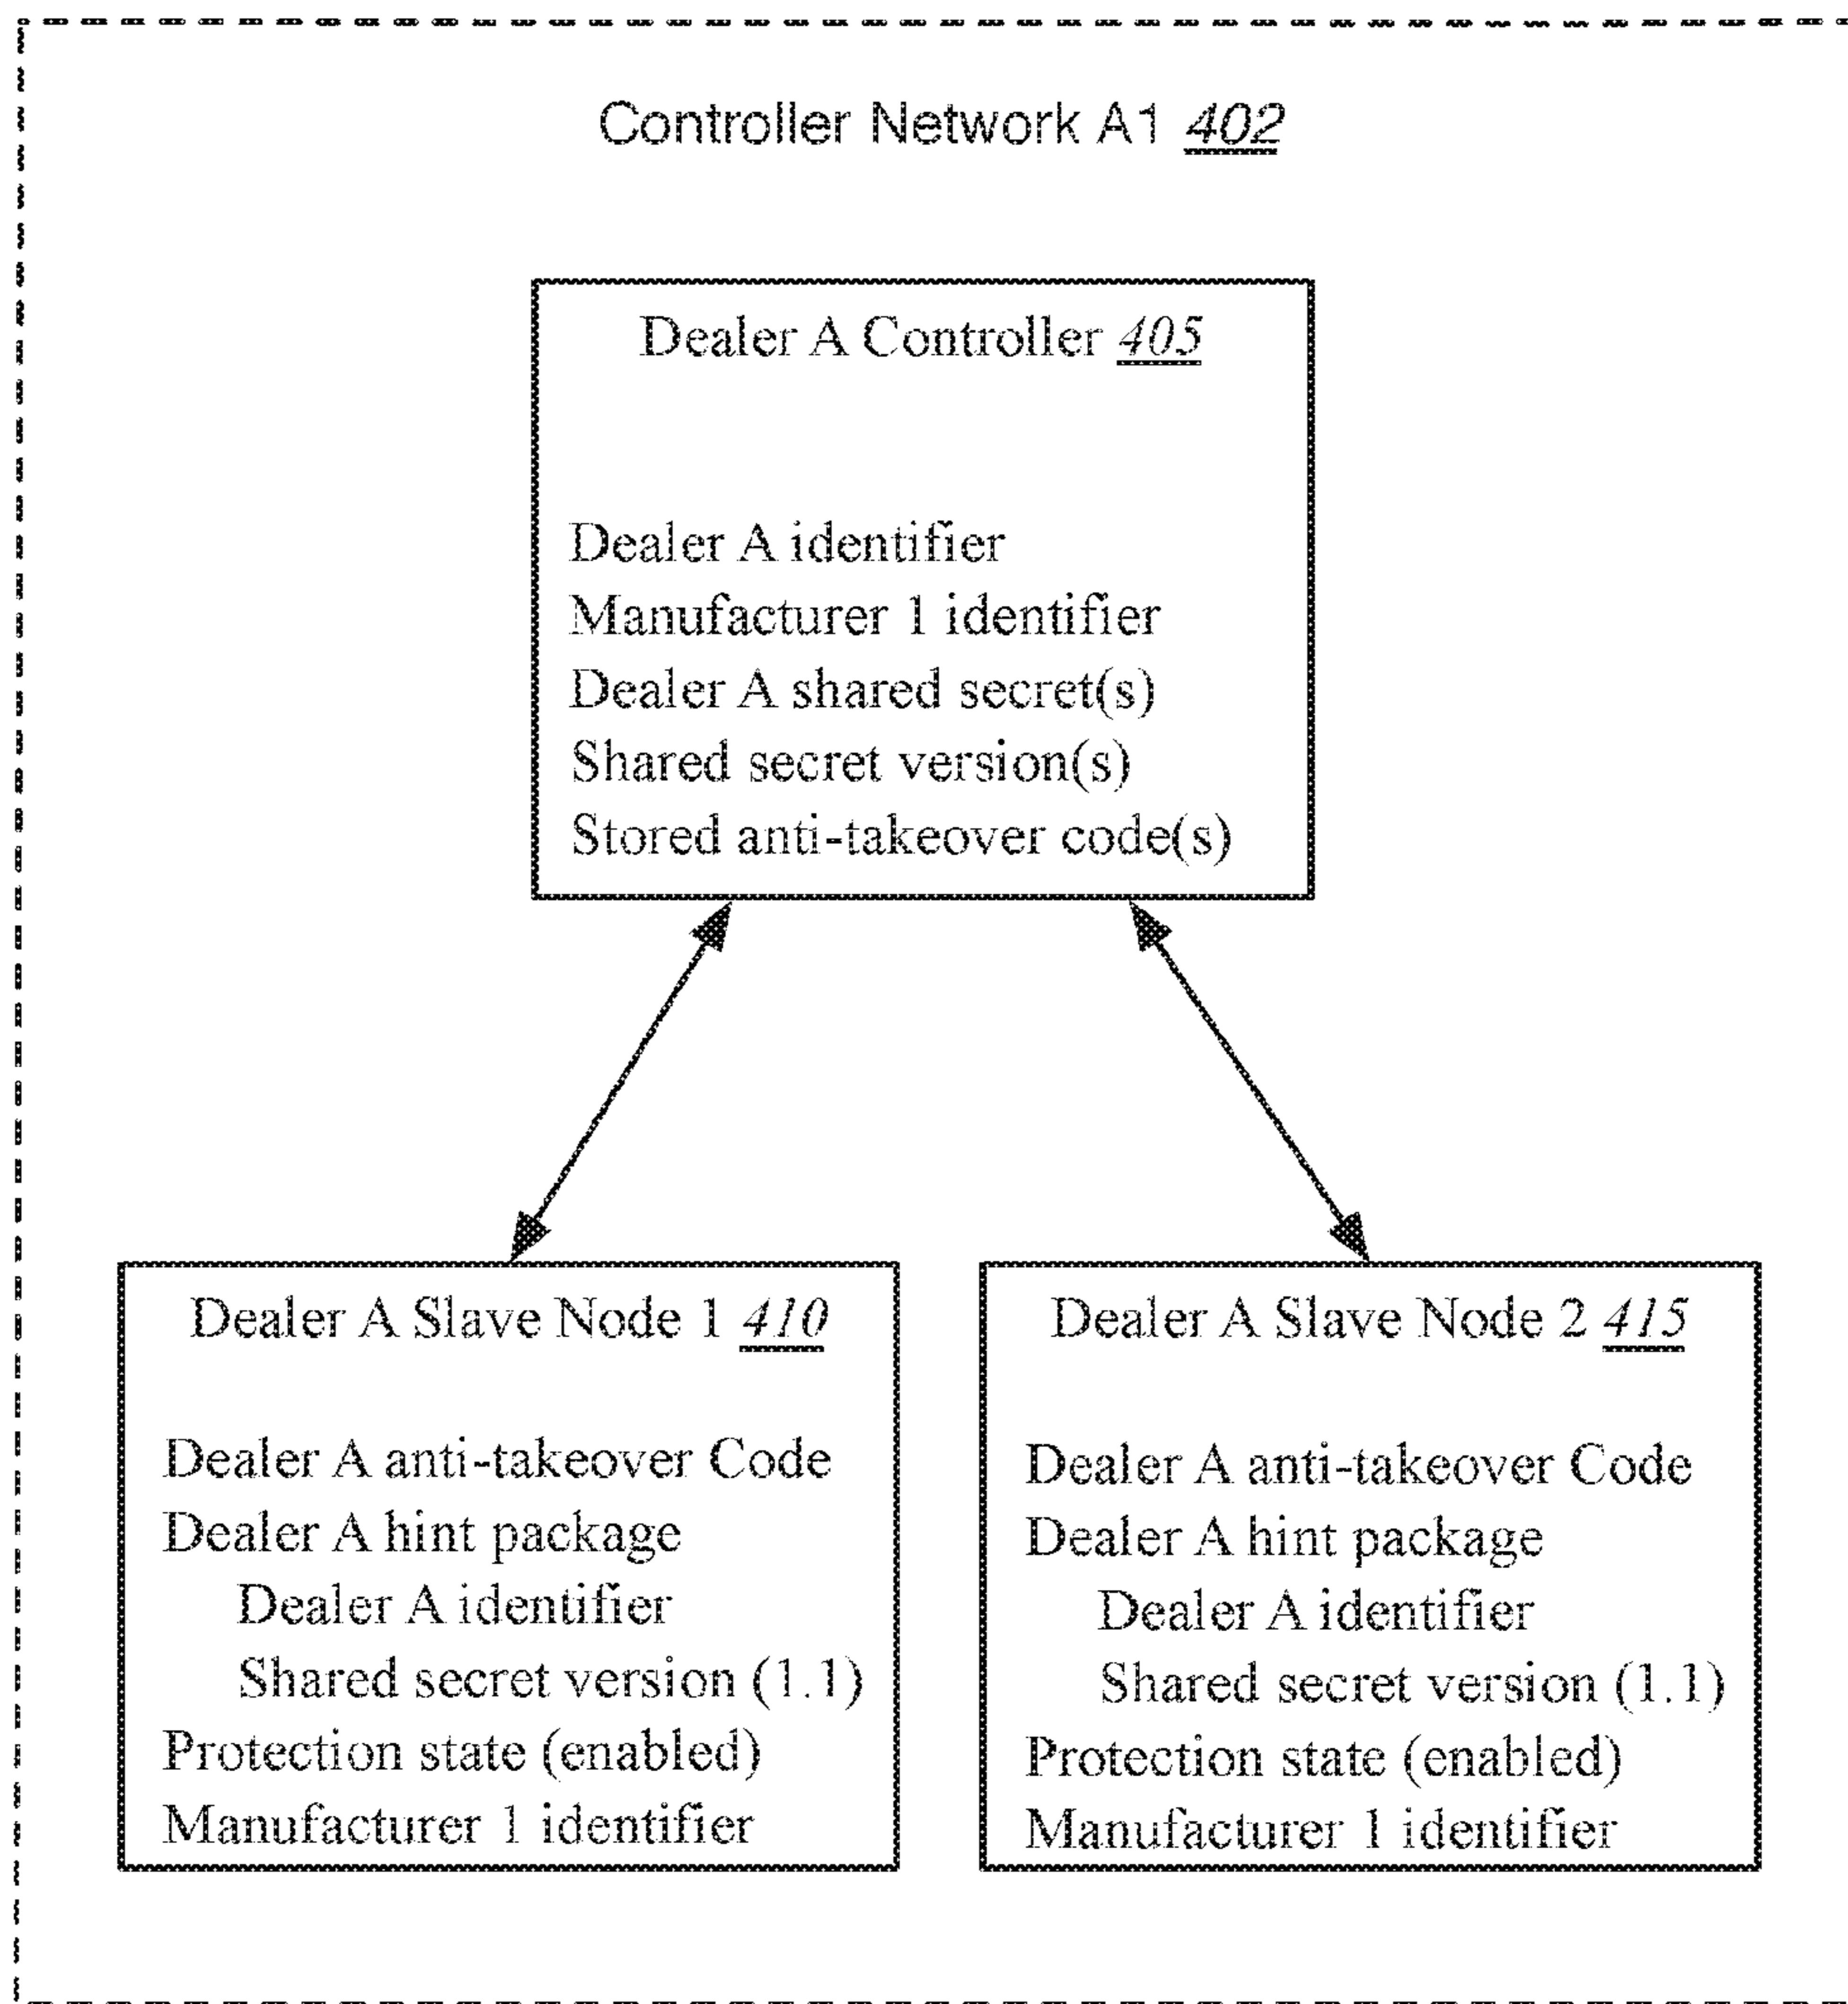 Controller Network A1 402
Dealer A Controller 405
Dealer A identifier
Manufacturer 1 identifier
Dealer A shared secret(s)
Shared secret version(s)
Stored anti-takeover code(s)
Dealer A Slave Node 1 410
Dealer A anti-takeover Code
Dealer A hint package
Dealer A identifier
Shared secret version (1.1)
Protection state (enabled)
Manufacturer 1 identifier
Dealer A Slave Node 2 415
Dealer A anti-takeover Code
Dealer A hint package
Dealer A identifier
Shared secret version (1.1)
Protection state (enabled)
Manufacturer 1 identifier